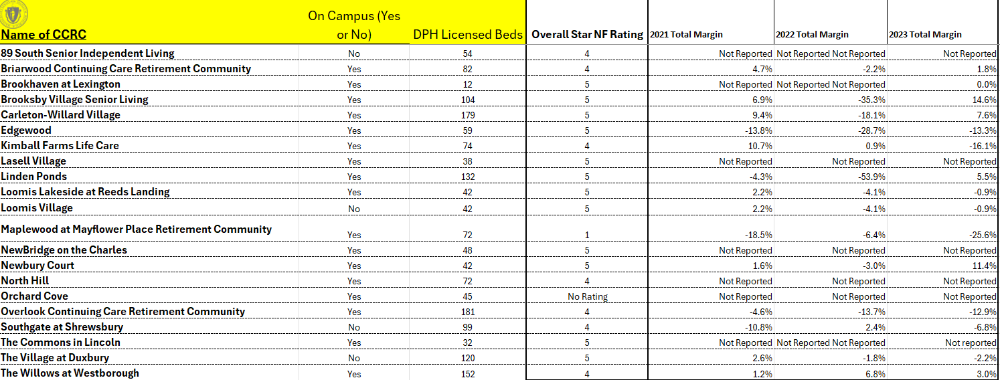 Name of CCRC On Campus (Yes or No) DPH Licensed Beds Overall Star NF Rating 2021 Total Margin 2022 Total Margin 2023 Total Margin
89 South Senior Independent Living No 54 4 Not Reported Not Reported Not Reported Not Reported
Briarwood Continuing Care Retirement Community Yes 82 4 4.7% -2.2% 1.8%
Brookhaven at Lexington Yes 12 5 Not Reported Not Reported Not Reported 0.0%
Brooksby Village Senior Living Yes 104 5 6.9% -35.3% 14.6%
Carleton-Willard Village Yes 179 5 9.4% -18.1% 7.6%
Edgewood Yes 59 5 -13.8% -28.7% -13.3%
Kimball Farms Life Care Yes 74 4 10.7% 0.9% -16.1%
Lasell Village Yes 38 5 Not Reported Not Reported Not Reported
Linden Ponds Yes 132 5 -4.3% -53.9% 5.5%
Loomis Lakeside at Reeds Landing Yes 42 5 2.2% -4.1% -0.9%
Loomis Village No 42 5 2.2% -4.1% -0.9%
Maplewood at Mayflower Place Retirement Community Yes 72 1 -18.5% -6.4% -25.6%
NewBridge on the Charles Yes 48 5 Not Reported Not Reported Not Reported
Newbury Court Yes 42 5 1.6% -3.0% 11.4%
North Hill Yes 72 4 Not Reported Not Reported Not Reported
Orchard Cove Yes 45 No Rating Not Reported Not Reported Not Reported
Overlook Continuing Care Retirement Community Yes 181 4 -4.6% -13.7% -12.9%
Southgate at Shrewsbury No 99 4 -10.8% 2.4% -6.8%
The Commons in Lincoln Yes 32 5 Not Reported Not Reported Not Reported Not reported
The Village at Duxbury No 120 5 2.6% -1.8% -2.2%
The Willows at Westborough Yes 152 4 1.2% 6.8% 3.0%